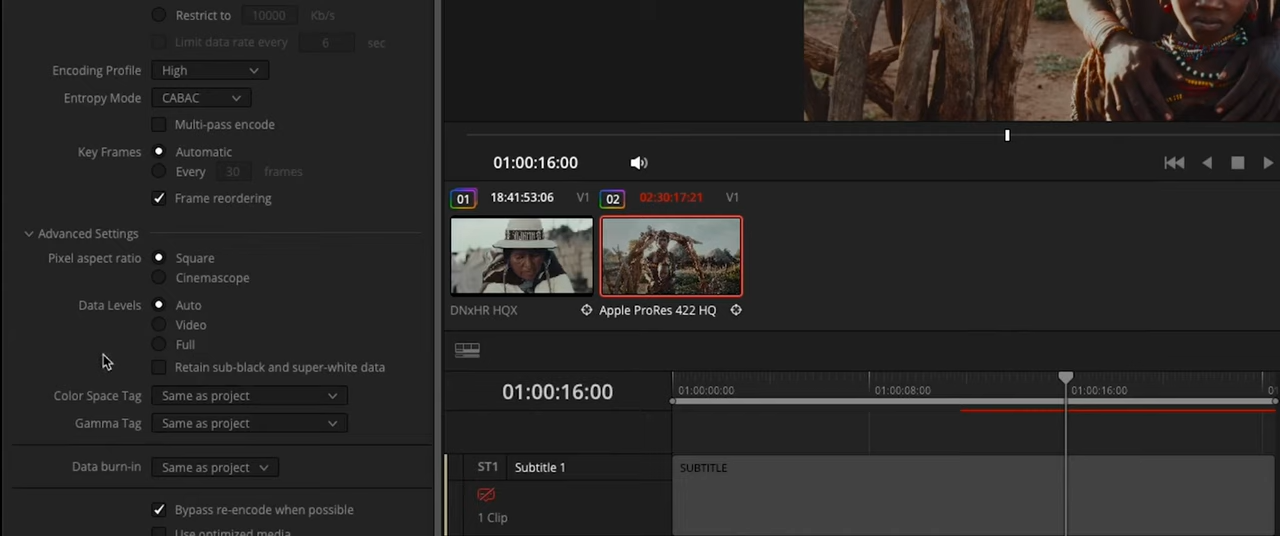 Restrict to 10000 Kb/s
Limit data rate every 6 sec
Encoding Profile High
Entropy Mode CABAC
Multi-pass encode
Key Frames Automatic
Every 30 frames
Frame reordering
Advanced Settings
Pixel aspect ratio Square
Cinemascope
Data Levels Auto
Video
Full
Retain sub-black and super-white data
Color Space Tag Same as project
Gamma Tag Same as project
Data burn-in Same as project
Bypass re-encode when possible
Use optimized media
01:00:16:00
01 18:41:53:06 V1 02 02:30:17:21 V1
DNxHR HQX Apple ProRes 422 HQ
01:00:16:00 01:00:00:00 01:00:08:00 01:00:16:00
ST1 Subtitle 1 SUBTITLE
1 Clip